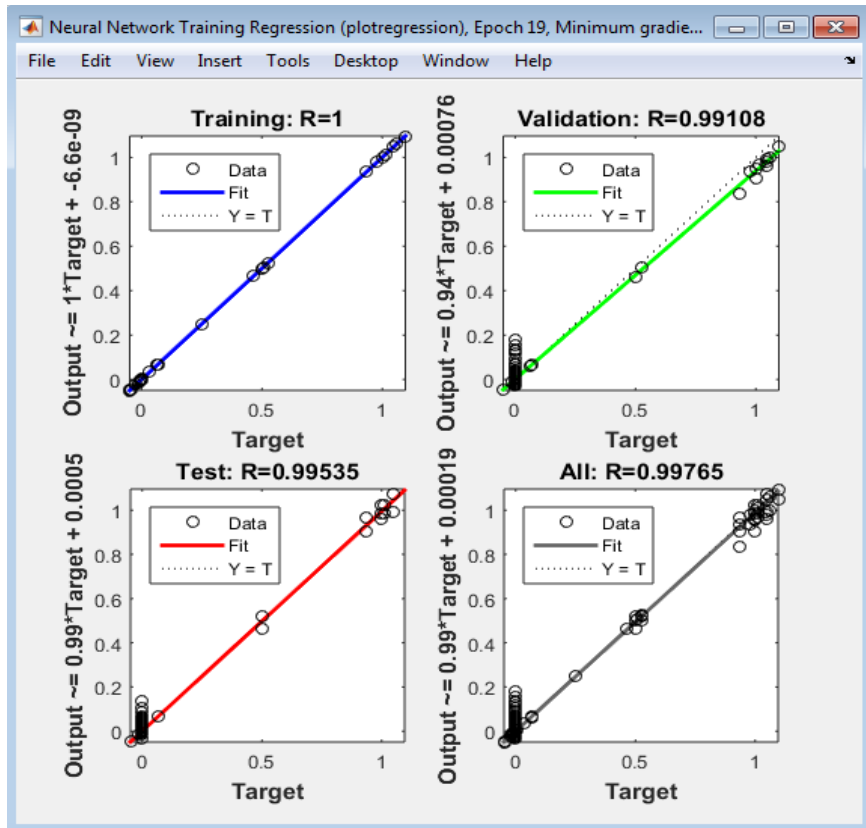 Neural Network Training Regression (plotregression), Epoch 19, Minimum gradie...
File Edit View Insert Tools Desktop Window Help
Training: R=1
Output ~= 1*Target + -6.6e-09
1
0.8
0.6
0.4
0.2
0
Data
Fit
Y = T
0 0.5 1
Target
Validation: R=0.99108
Output ~= 0.94*Target + 0.00076
1
0.8
0.6
0.4
0.2
0
Data
Fit
Y = T
0 0.5 1
Target
Test: R=0.99535
Output ~= 0.99*Target + 0.0005
1
0.8
0.6
0.4
0.2
0
Data
Fit
Y = T
0 0.5 1
Target
All: R=0.99765
Output ~= 0.99*Target + 0.00019
1
0.8
0.6
0.4
0.2
0
Data
Fit
Y = T
0 0.5 1
Target